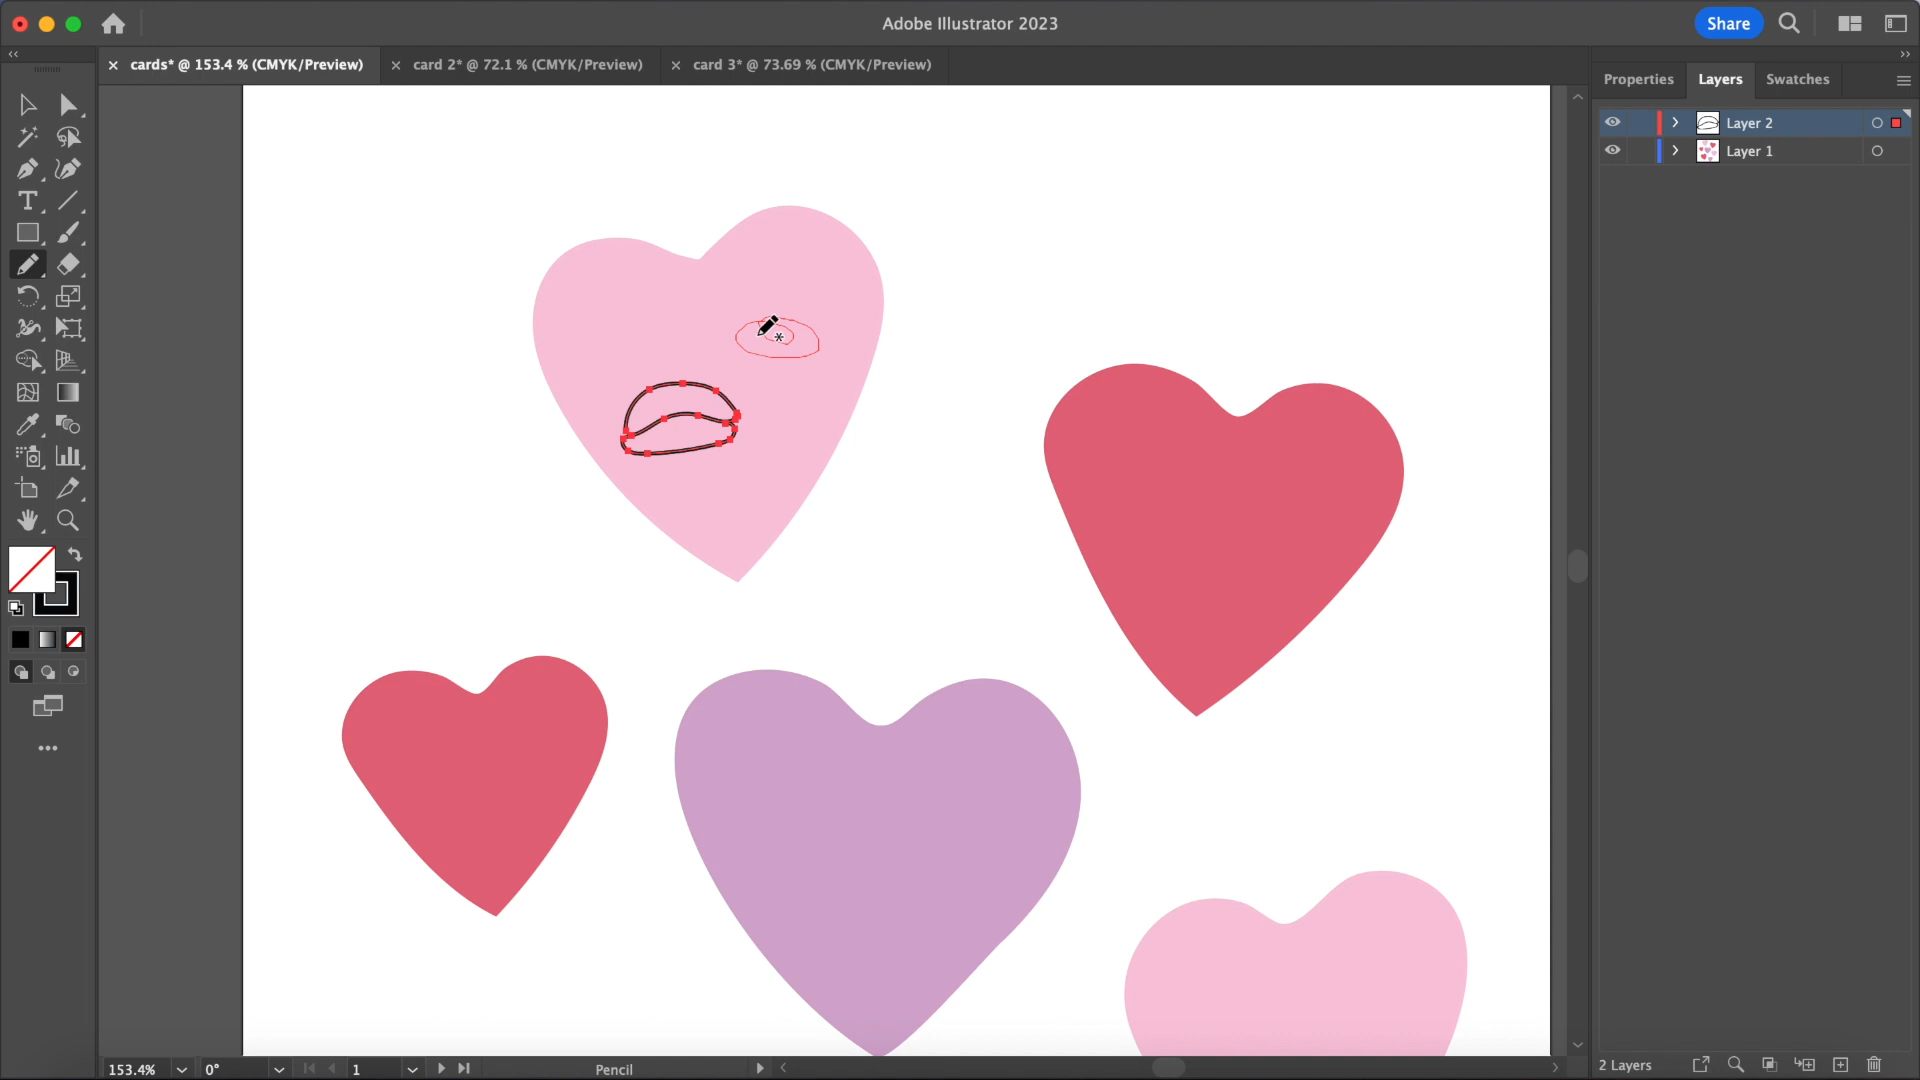 Adobe Illustrator 2023
Share
cards* @ 153.4 % (CMYK/Preview)
card 2* @ 72.1 % (CMYK/Preview)
card 3* @ 73.69 % (CMYK/Preview)
Properties
Layers
Swatches
Layer 2
Layer 1
153.4%
0°
1
Pencil
2 Layers